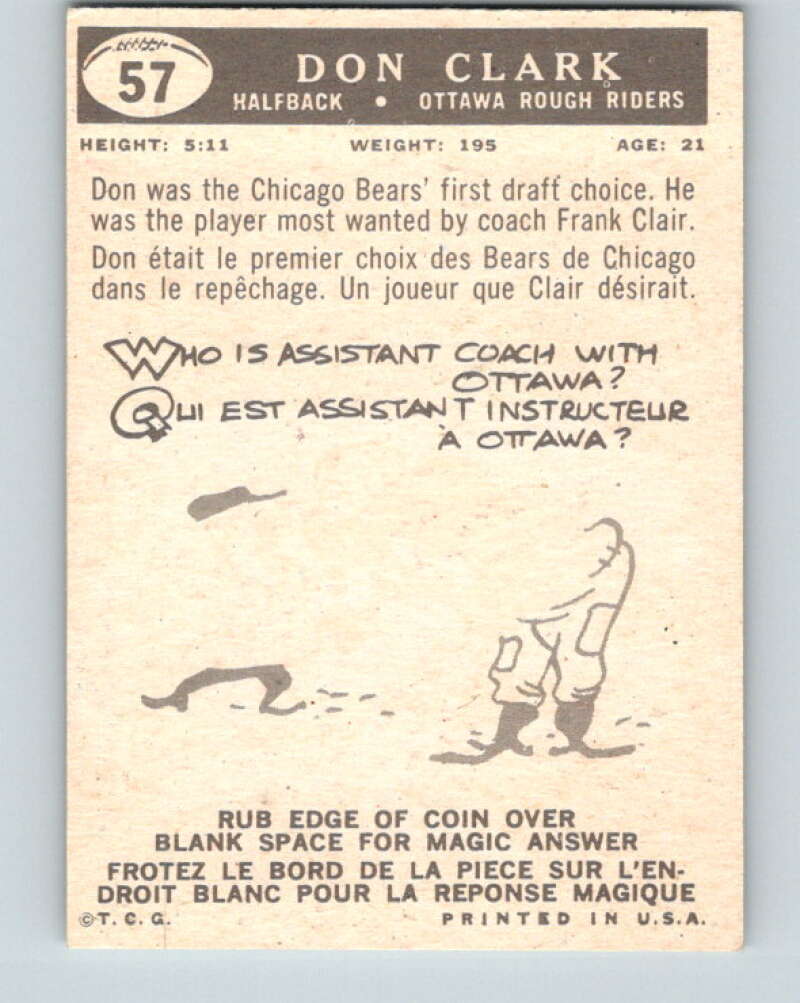 57
DON CLARK
HALFBACK • OTTAWA ROUGH RIDERS
HEIGHT: 5:11 WEIGHT: 195 AGE: 21
Don was the Chicago Bears' first draft choice. He
was the player most wanted by coach Frank Clair.
Don était le premier choix des Bears de Chicago
dans le repêchage. Un joueur que Clair désirait.
WHO IS ASSISTANT COACH WITH
OTTAWA?
QUI EST ASSISTANT INSTRUCTEUR
À OTTAWA?
RUB EDGE OF COIN OVER
BLANK SPACE FOR MAGIC ANSWER
FROTEZ LE BORD DE LA PIECE SUR L'EN-
DROIT BLANC POUR LA REPONSE MAGIQUE
©T.C.G. PRINTED IN U.S.A.